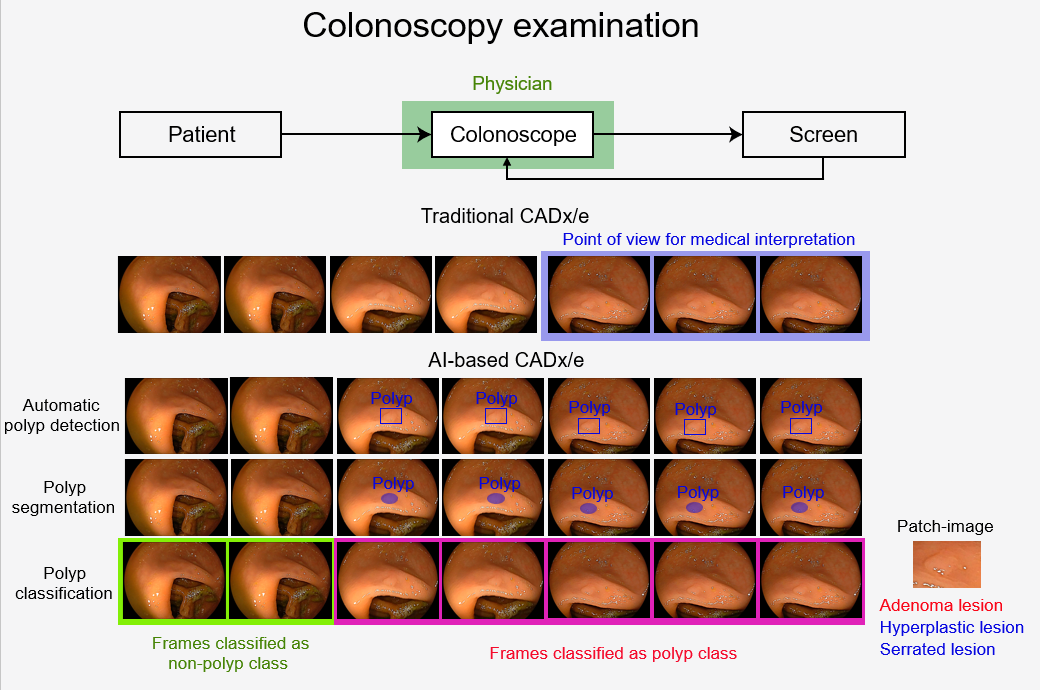 Colonoscopy examination
Physician
Patient
Colonoscope
Screen
Traditional CADx/e
Point of view for medical interpretation
AI-based CADx/e
Automatic
polyp detection
Polyp
Polyp
Polyp
Polyp
Polyp
Polyp
segmentation
Polyp
Polyp
Polyp
Polyp
Polyp
Polyp
classification
Patch-image
Adenoma lesion
Hyperplastic lesion
Serrated lesion
Frames classified as
non-polyp class
Frames classified as polyp class